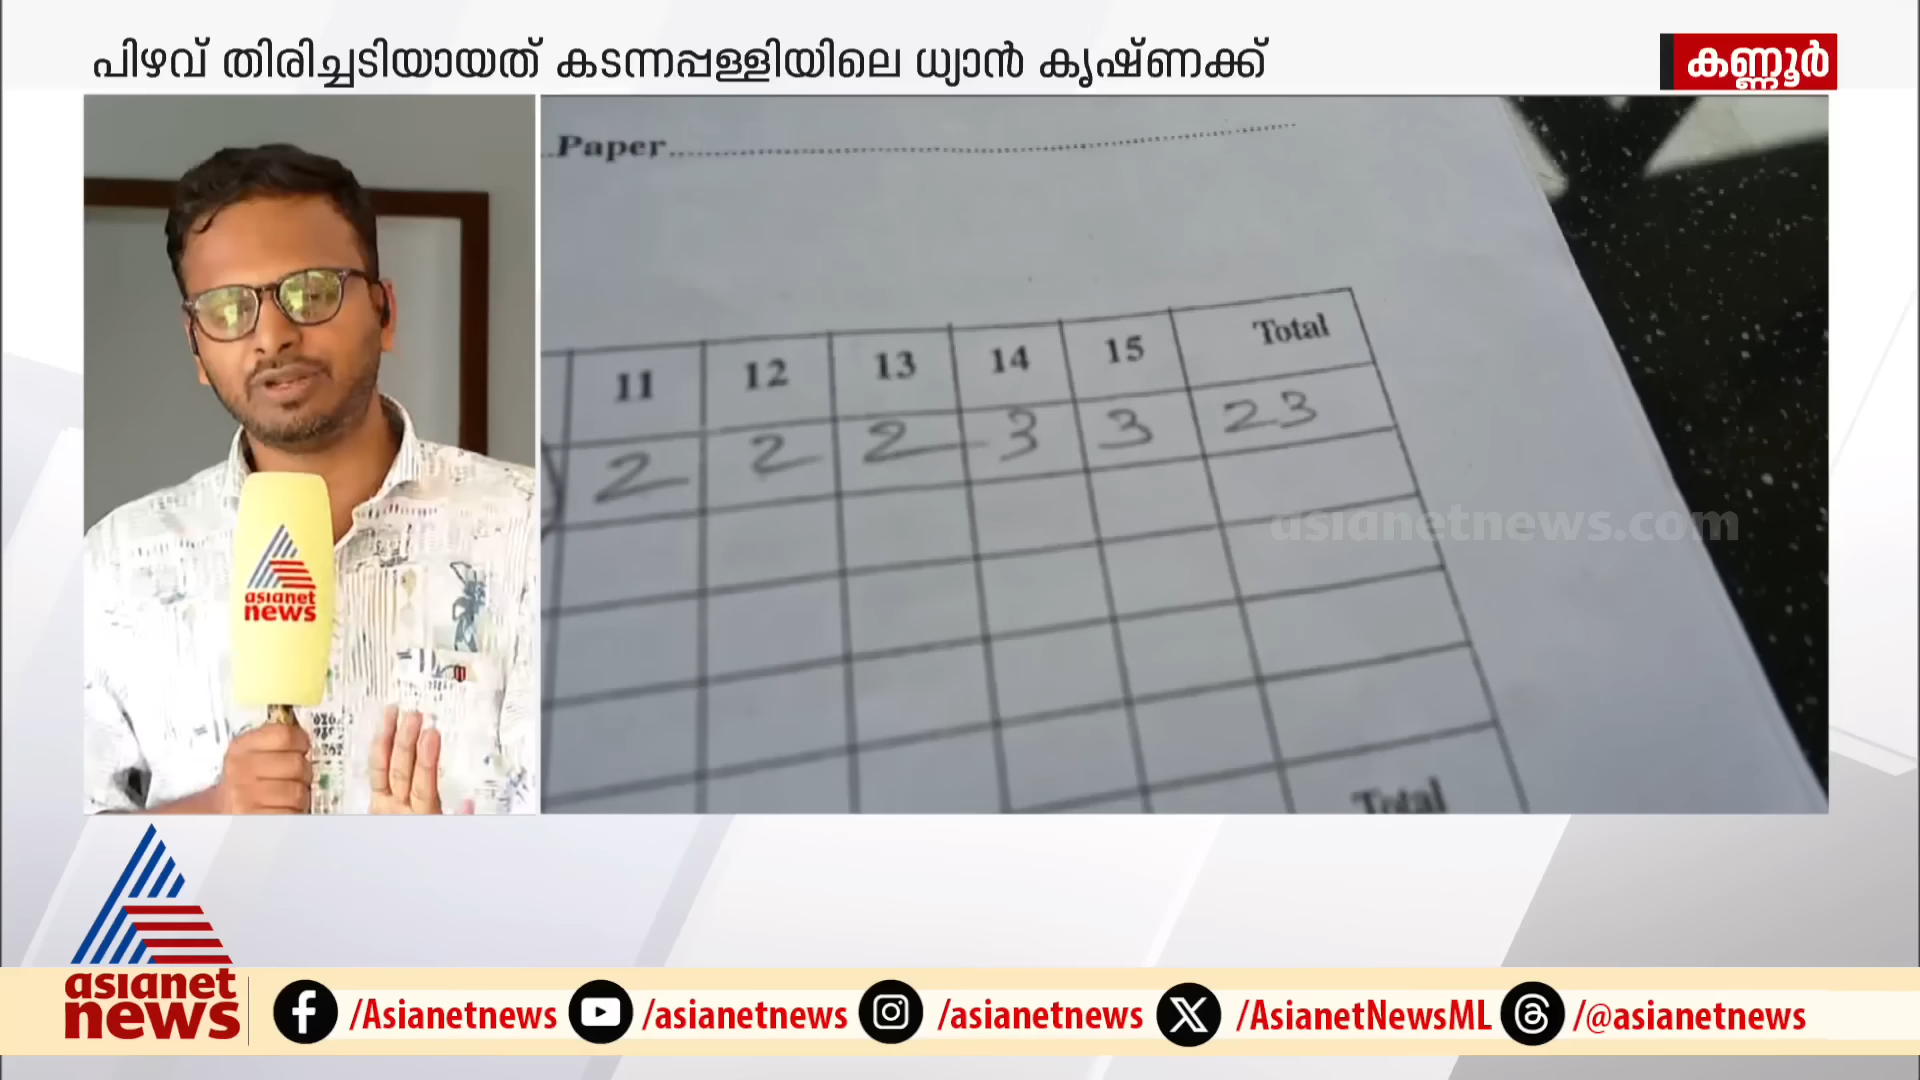 പിഴവ് തിരിച്ചടിയായത് കടന്നപ്പള്ളിയിലെ ധ്യാൻ കൃഷ്ണക്ക്
കണ്ണൂർ
Paper
11 12 13 14 15 Total
2 2 2 3 3 23
asianetnews.com
Total
asianet
news
asianet
news
/Asianetnews /asianetnews /asianetnews /AsianetNewsML /@asianetnews